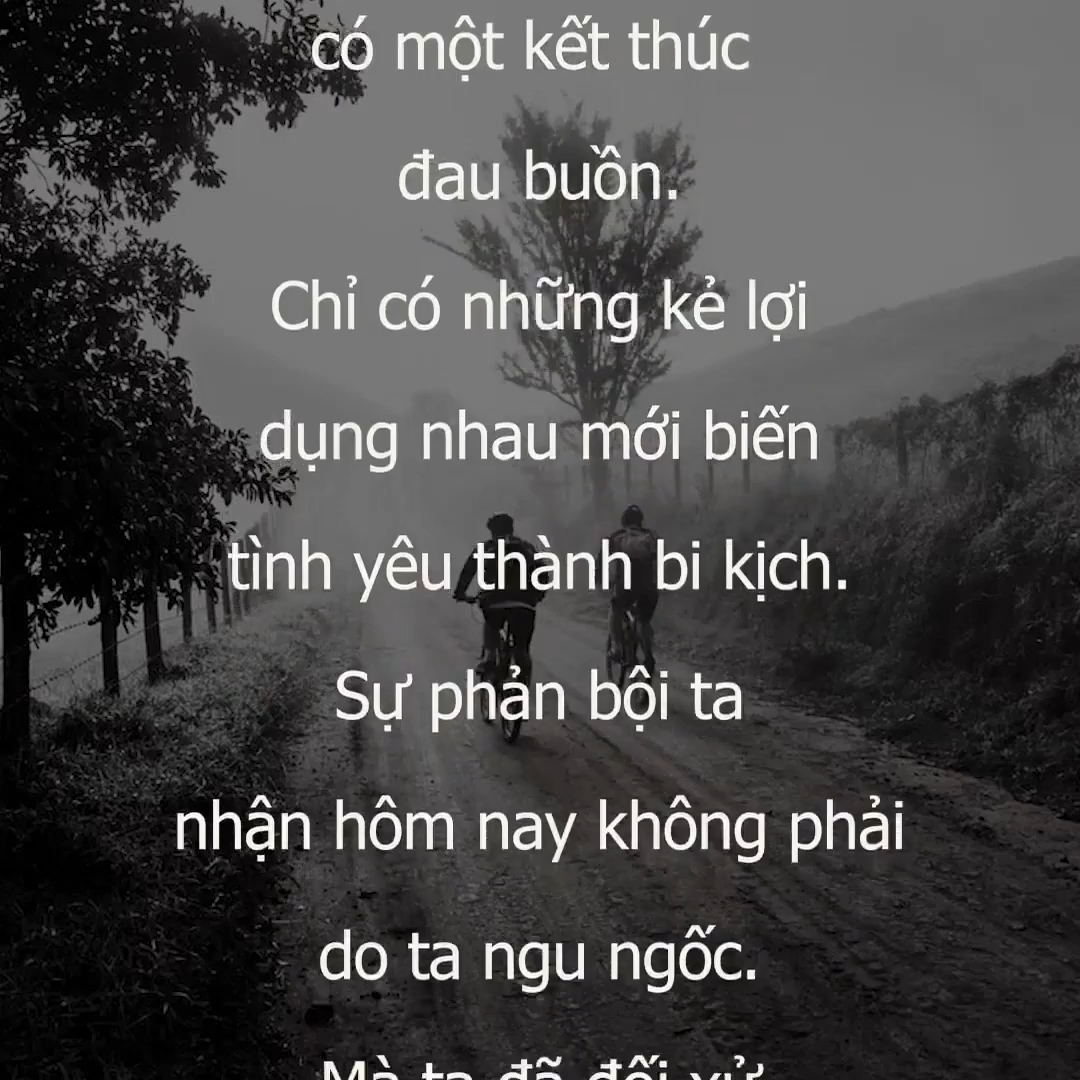 có một kết thúc
đau buồn.
Chỉ có những kẻ lợi
dụng nhau mới biến
tình yêu thành bi kịch.
Sự phản bội ta
nhận hôm nay không phải
do ta ngu ngốc.
Mà ta đã đối xử